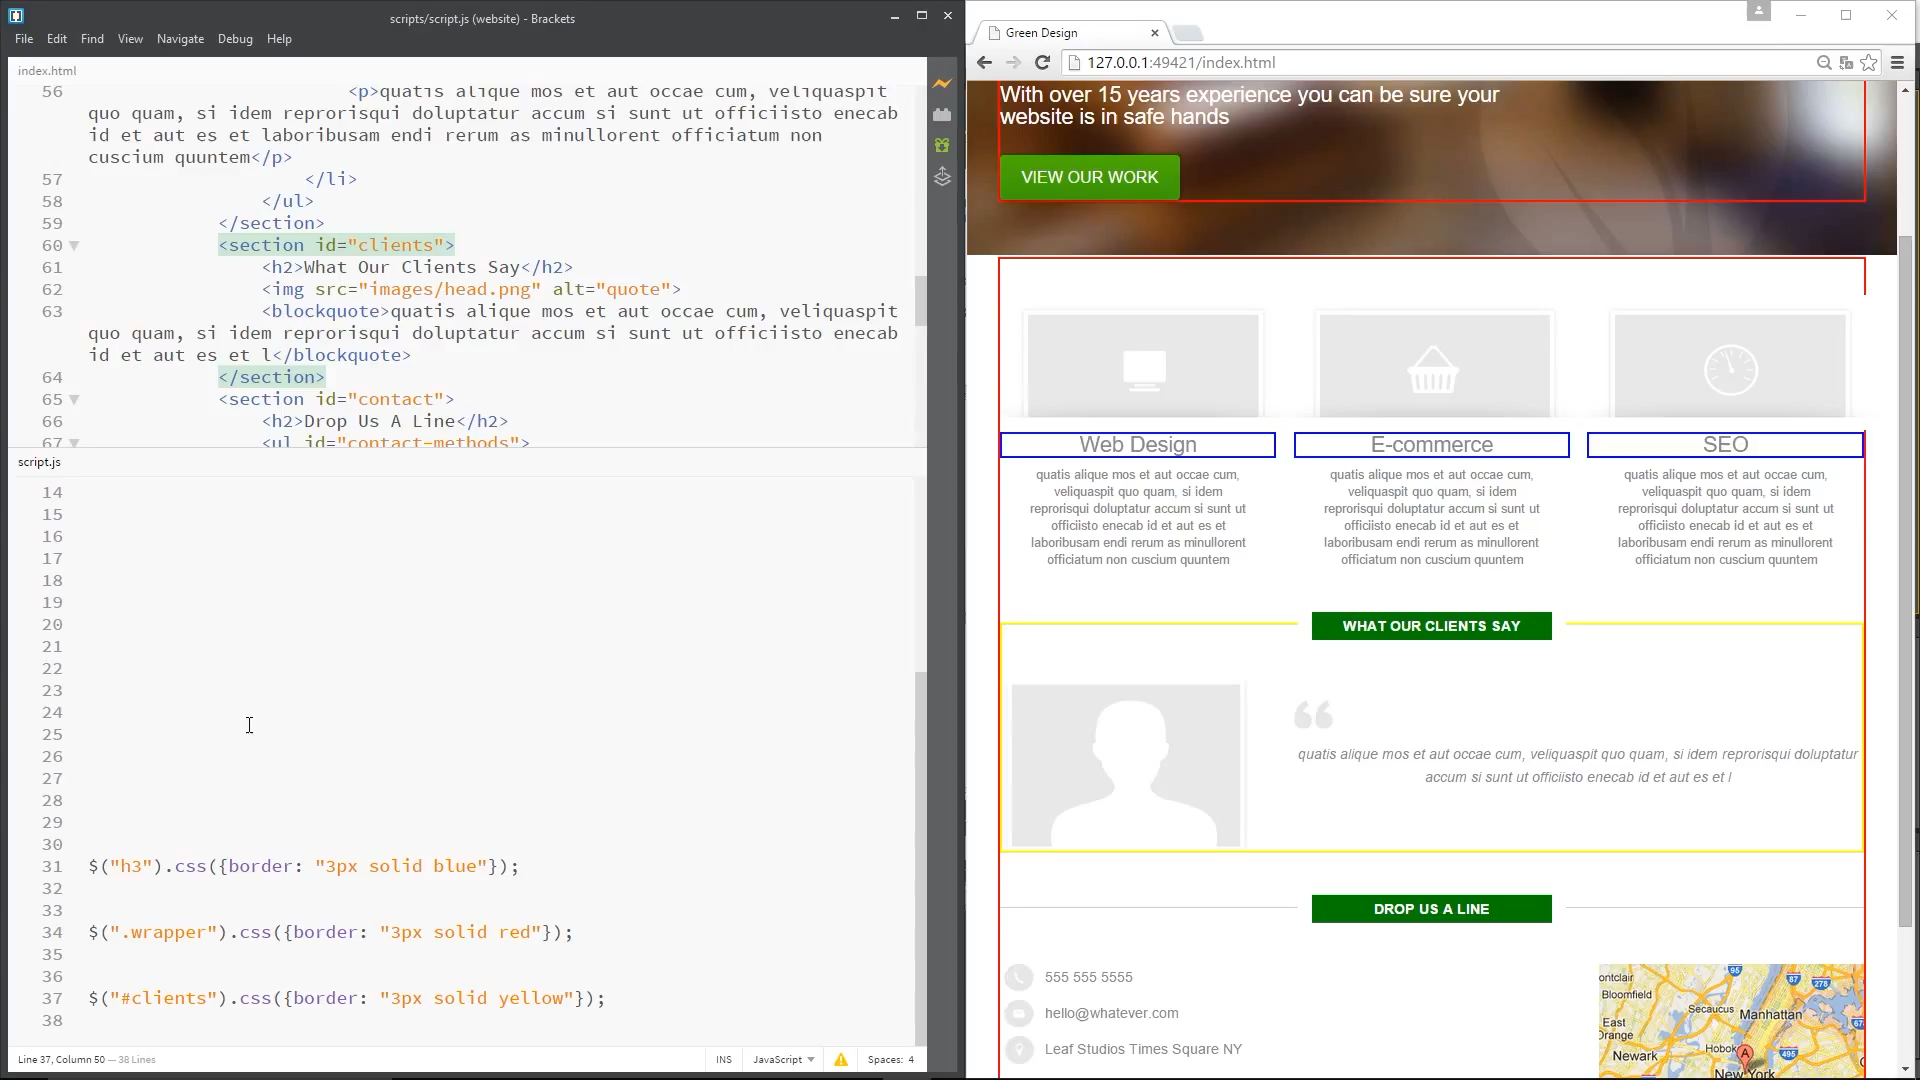 scripts/script.js (website) - Brackets
File Edit Find View Navigate Debug Help
index.html
56 <p>quatis alique mos et aut occae cum, veliquaspit
quo quam, si idem reprorisqui doluptatur accum si sunt ut officiisto enecab
id et aut es et laboribusam endi rerum as minullorent officiatum non
cuscium quuntem</p>
57 </li>
58 </ul>
59 </section>
60 <section id="clients">
61 <h2>What Our Clients Say</h2>
62 <img src="images/head.png" alt="quote">
63 <blockquote>quatis alique mos et aut occae cum, veliquaspit
quo quam, si idem reprorisqui doluptatur accum si sunt ut officiisto enecab
id et aut es et l</blockquote>
64 </section>
65 <section id="contact">
66 <h2>Drop Us A Line</h2>
67 <ul id="contact-methods">
script.js
14
15
16
17
18
19
20
21
22
23
24
25
26
27
28
29
30
31 $("h3").css({border: "3px solid blue"});
32
33
34 $(".wrapper").css({border: "3px solid red"});
35
36
37 $("#clients").css({border: "3px solid yellow"});
38
Line 37, Column 50 — 38 Lines
INS JavaScript Spaces: 4
Green Design
127.0.0.1:49421/index.html
With over 15 years experience you can be sure your
website is in safe hands
VIEW OUR WORK
Web Design
quatis alique mos et aut occae cum,
veliquaspit quo quam, si idem
reprorisqui doluptatur accum si sunt ut
officiisto enecab id et aut es et
laboribusam endi rerum as minullorent
officiatum non cuscium quuntem
E-commerce
quatis alique mos et aut occae cum,
veliquaspit quo quam, si idem
reprorisqui doluptatur accum si sunt ut
officiisto enecab id et aut es et
laboribusam endi rerum as minullorent
officiatum non cuscium quuntem
SEO
quatis alique mos et aut occae cum,
veliquaspit quo quam, si idem
reprorisqui doluptatur accum si sunt ut
officiisto enecab id et aut es et
laboribusam endi rerum as minullorent
officiatum non cuscium quuntem
WHAT OUR CLIENTS SAY
“
quatis alique mos et aut occae cum, veliquaspit quo quam, si idem reprorisqui doluptatur
accum si sunt ut officiisto enecab id et aut es et l
DROP US A LINE
555 555 5555
hello@whatever.com
Leaf Studios Times Square NY
ontclair
95
87
278
Bloomfield
Secaucus
Manhattan
East
Orange
Newark
Hobok
A
495
New York